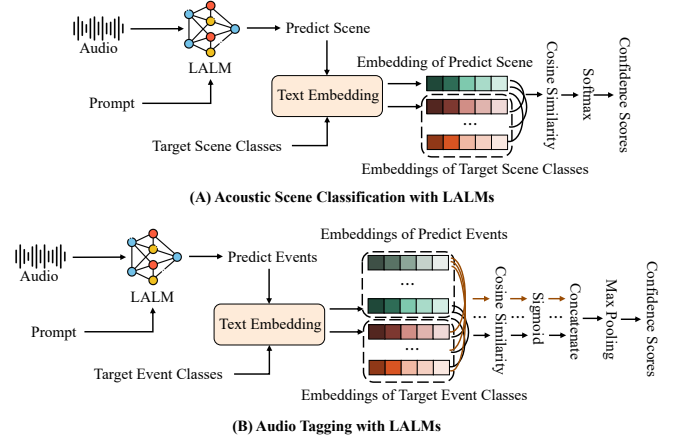 Audio
LALM
Prompt
Predict Scene
Text Embedding
Target Scene Classes
Embedding of Predict Scene
...
Embeddings of Target Scene Classes
Cosine Similarity
Softmax
Confidence Scores
(A) Acoustic Scene Classification with LALMs
Audio
LALM
Prompt
Predict Events
Text Embedding
Target Event Classes
Embeddings of Predict Events
...
...
Embeddings of Target Event Classes
Cosine Similarity
Sigmoid
Concatenate
... ... ...
Max Pooling
Confidence Scores
(B) Audio Tagging with LALMs